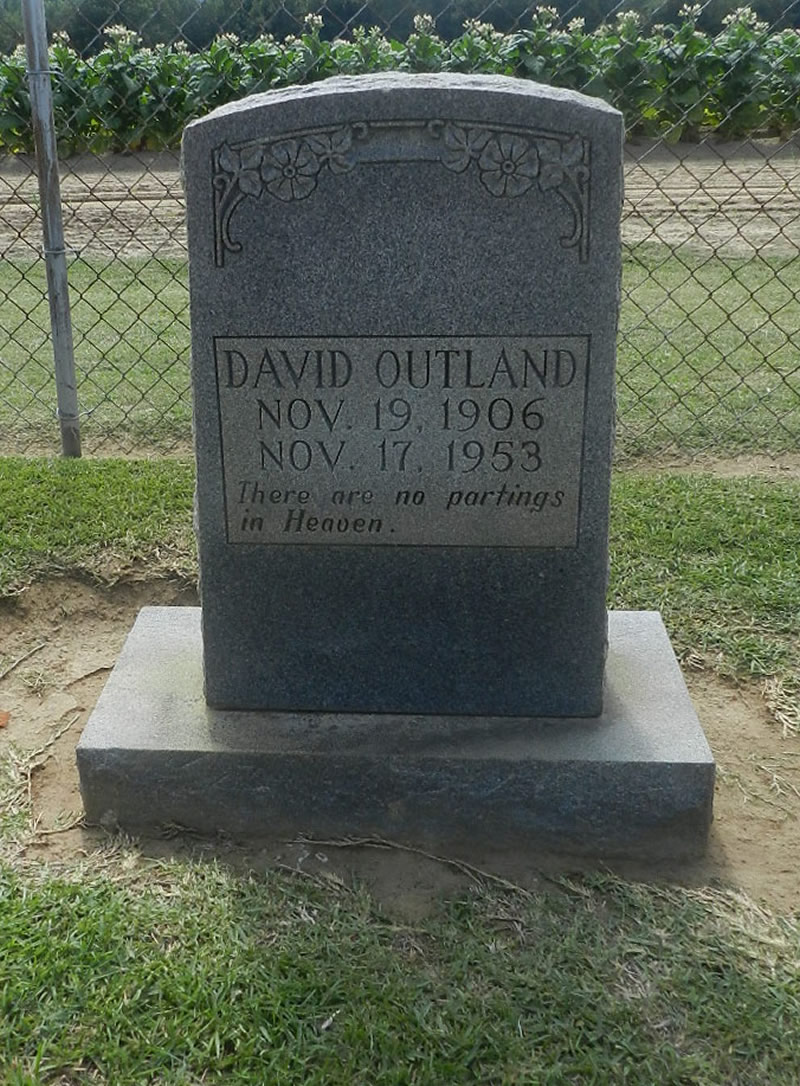 DAVID OUTLAND
NOV. 19, 1906
NOV. 17, 1953
There are no partings
in Heaven.